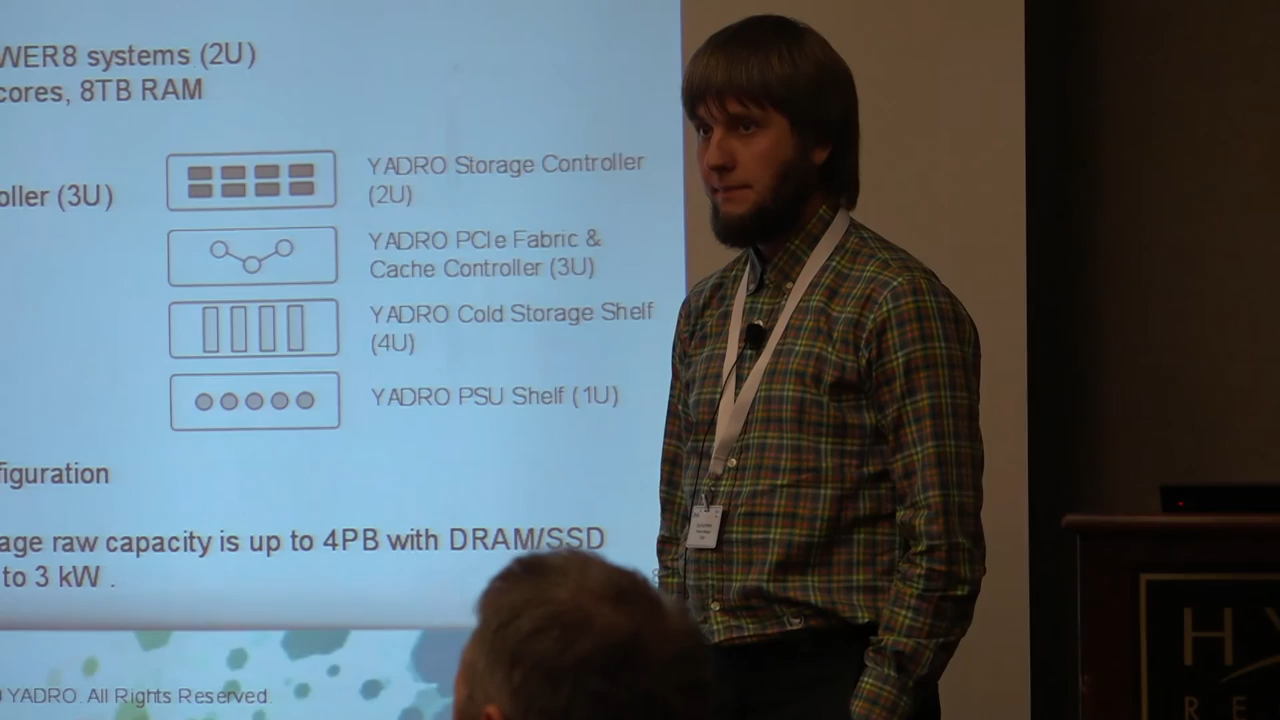 WER8 systems (2U)
cores, 8TB RAM
oller (3U)
YADRO Storage Controller
(2U)
YADRO PCIe Fabric &
Cache Controller (3U)
YADRO Cold Storage Shelf
(4U)
YADRO PSU Shelf (1U)
figuration
age raw capacity is up to 4PB with DRAM/SSD
to 3 kW .
YADRO. All Rights Reserved.
HY
RE